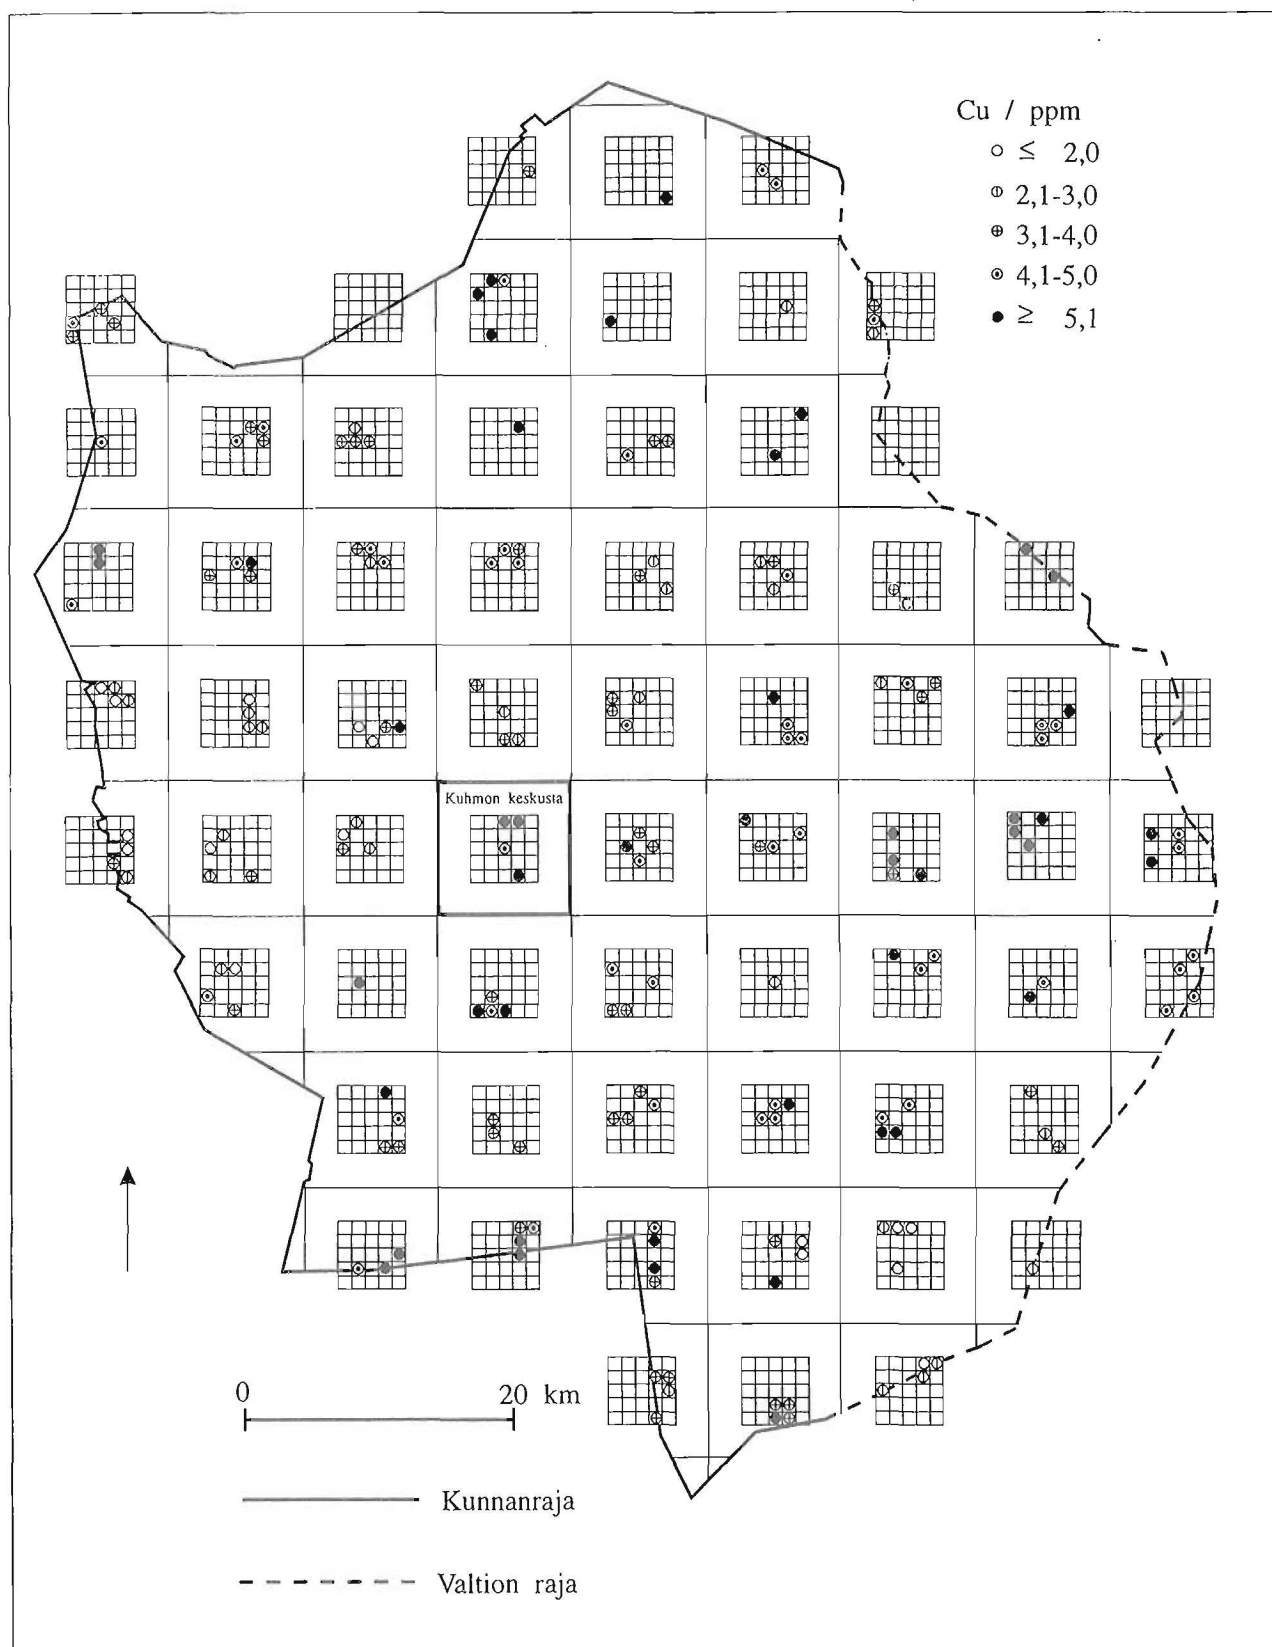 Cu / ppm
○ ≤ 2,0
⦶ 2,1-3,0
⊕ 3,1-4,0
⊙ 4,1-5,0
● ≥ 5,1
Kuhmon keskusta
0 20 km
Kunnanraja
Valtion raja